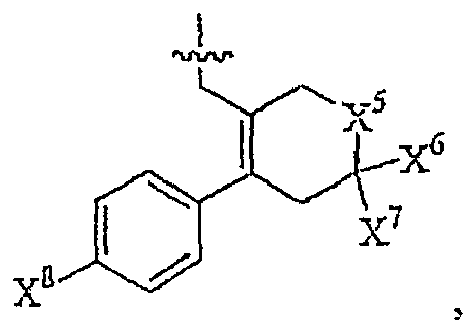 X⁵
X⁶
X⁷
X⁸
,